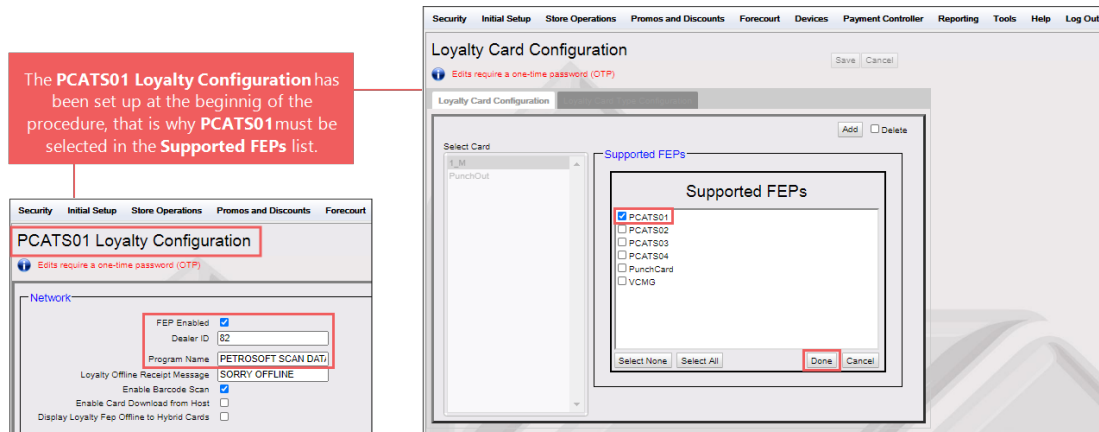 The PCATS01 Loyalty Configuration has
been set up at the beginnig of the
procedure, that is why PCATS01 must be
selected in the Supported FEPs list.
Security Initial Setup Store Operations Promos and Discounts Forecourt
PCATS01 Loyalty Configuration
Edits require a one-time password (OTP)
Network
FEP Enabled
Dealer ID 82
Program Name PETROSOFT SCAN DATA
Loyalty Offline Receipt Message SORRY OFFLINE
Enable Barcode Scan
Enable Card Download from Host
Display Loyalty Fep Offline to Hybrid Cards
Security Initial Setup Store Operations Promos and Discounts Forecourt Devices Payment Controller Reporting Tools Help Log Out
Loyalty Card Configuration
Save Cancel
Edits require a one-time password (OTP)
Loyalty Card Configuration
Add Delete
Select Card
1_M
PunchOut
Supported FEPs
Supported FEPs
PCATS01
PCATS02
PCATS03
PCATS04
PunchCard
VCMG
Select None Select All Done Cancel